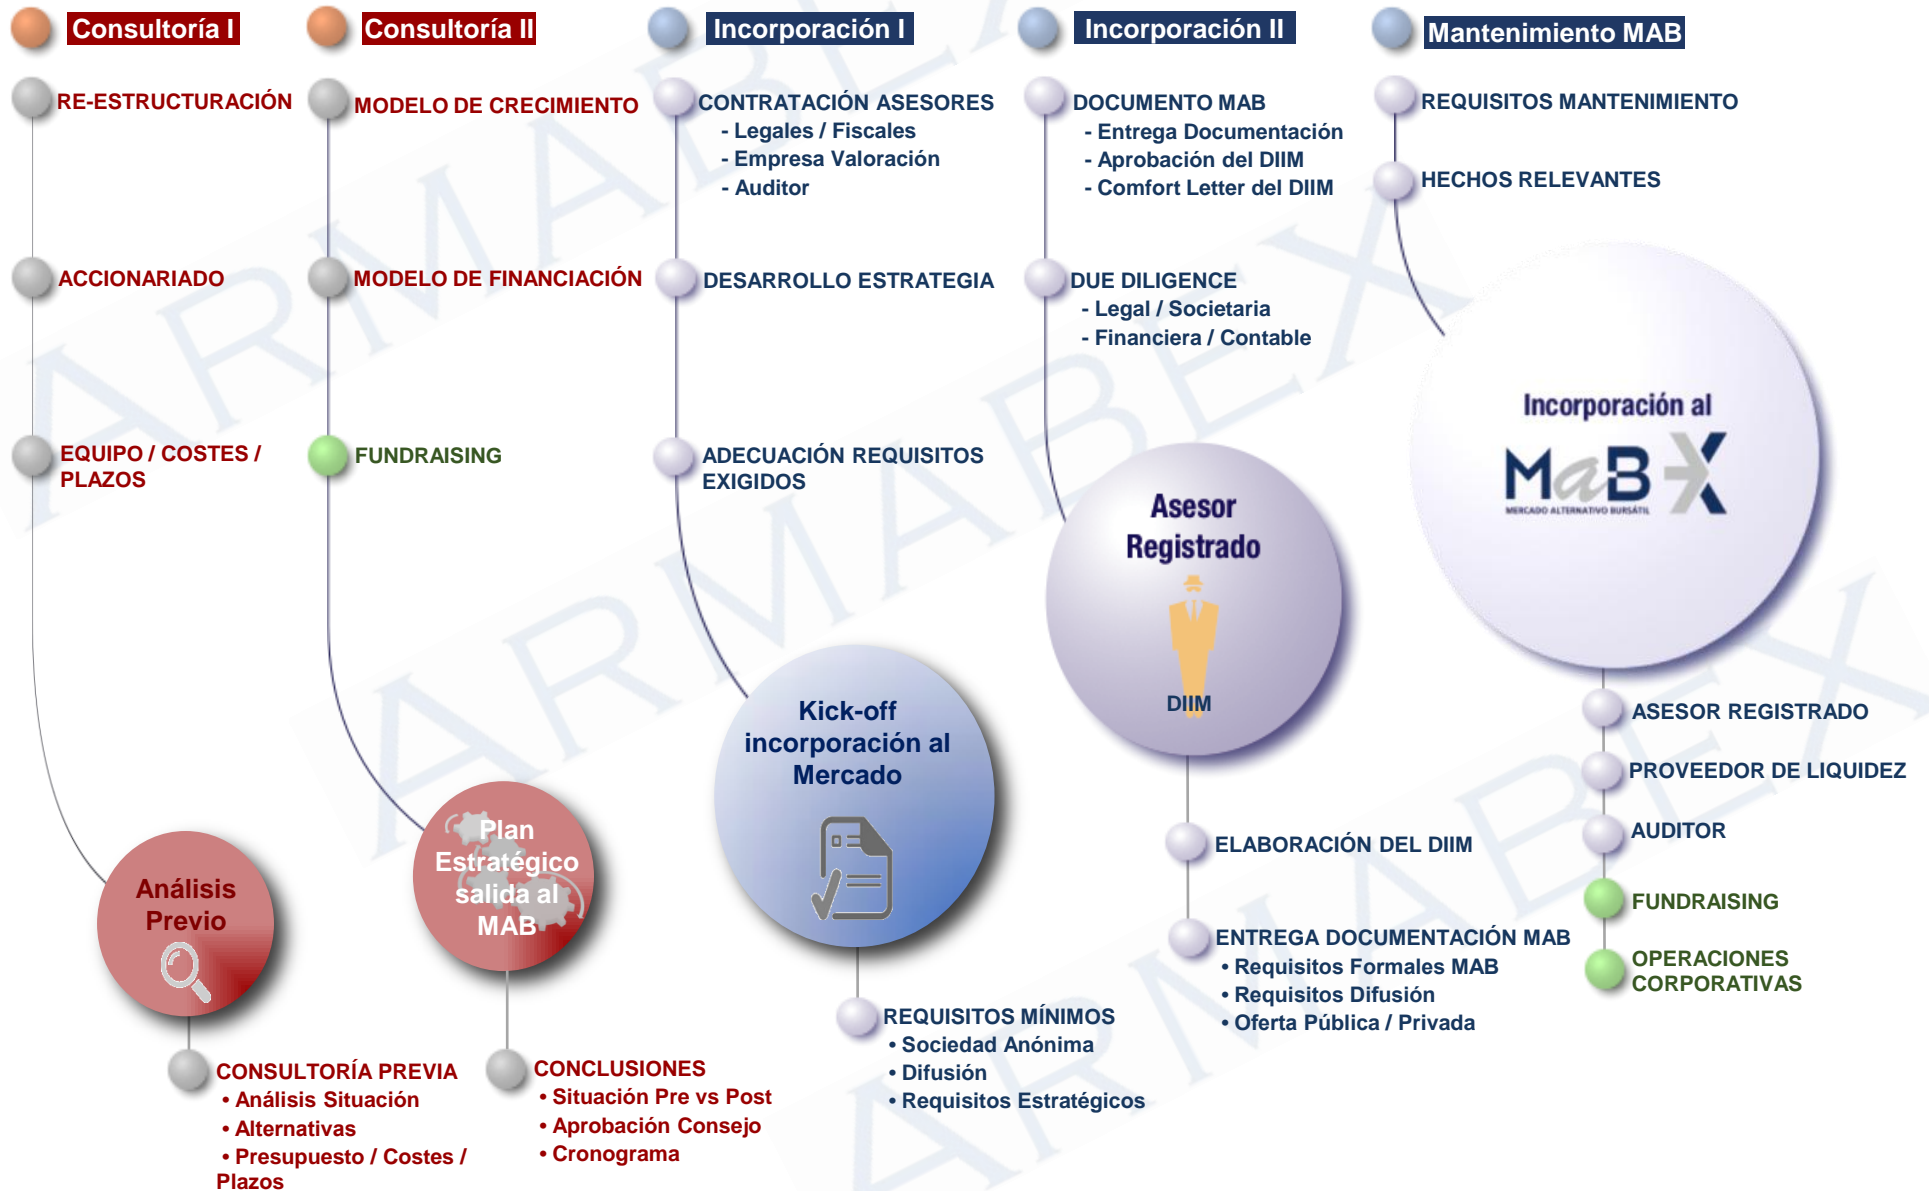 Consultoría I
RE-ESTRUCTURACIÓN
ACCIONARIADO
EQUIPO / COSTES /
PLAZOS
Análisis
Previo
CONSULTORÍA PREVIA
• Análisis Situación
• Alternativas
• Presupuesto / Costes /
Plazos
Consultoría II
MODELO DE CRECIMIENTO
MODELO DE FINANCIACIÓN
FUNDRAISING
Plan
Estratégico
salida al
MAB
CONCLUSIONES
• Situación Pre vs Post
• Aprobación Consejo
• Cronograma
Incorporación I
CONTRATACIÓN ASESORES
- Legales / Fiscales
- Empresa Valoración
- Auditor
DESARROLLO ESTRATEGIA
ADECUACIÓN REQUISITOS
EXIGIDOS
Kick-off
incorporación al
Mercado
REQUISITOS MÍNIMOS
• Sociedad Anónima
• Difusión
• Requisitos Estratégicos
Incorporación II
DOCUMENTO MAB
- Entrega Documentación
- Aprobación del DIIM
- Comfort Letter del DIIM
DUE DILIGENCE
- Legal / Societaria
- Financiera / Contable
Asesor
Registrado
DIIM
ELABORACIÓN DEL DIIM
ENTREGA DOCUMENTACIÓN MAB
• Requisitos Formales MAB
• Requisitos Difusión
• Oferta Pública / Privada
Mantenimiento MAB
REQUISITOS MANTENIMIENTO
HECHOS RELEVANTES
Incorporación al
MaB
MERCADO ALTERNATIVO BURSÁTIL
ASESOR REGISTRADO
PROVEEDOR DE LIQUIDEZ
AUDITOR
FUNDRAISING
OPERACIONES
CORPORATIVAS
ARMABEX
ARMABEX
ARMABEX